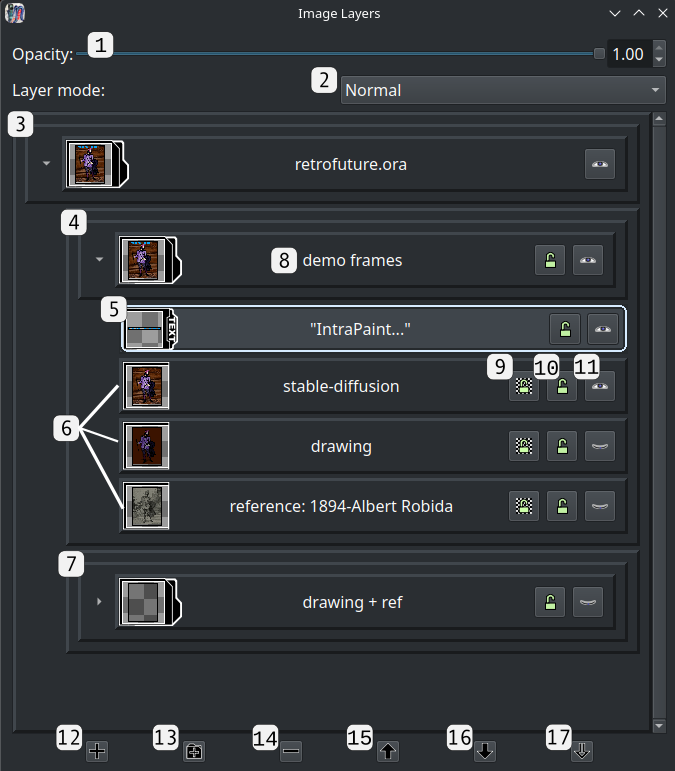 Image Layers
Opacity: 1 1.00
Layer mode: 2 Normal
3
retrofuture.ora
4
8 demo frames
5
TEXT "IntraPaint..."
9 10 11
stable-diffusion
6 drawing
reference: 1894-Albert Robida
7
drawing + ref
12 13 14 15 16 17